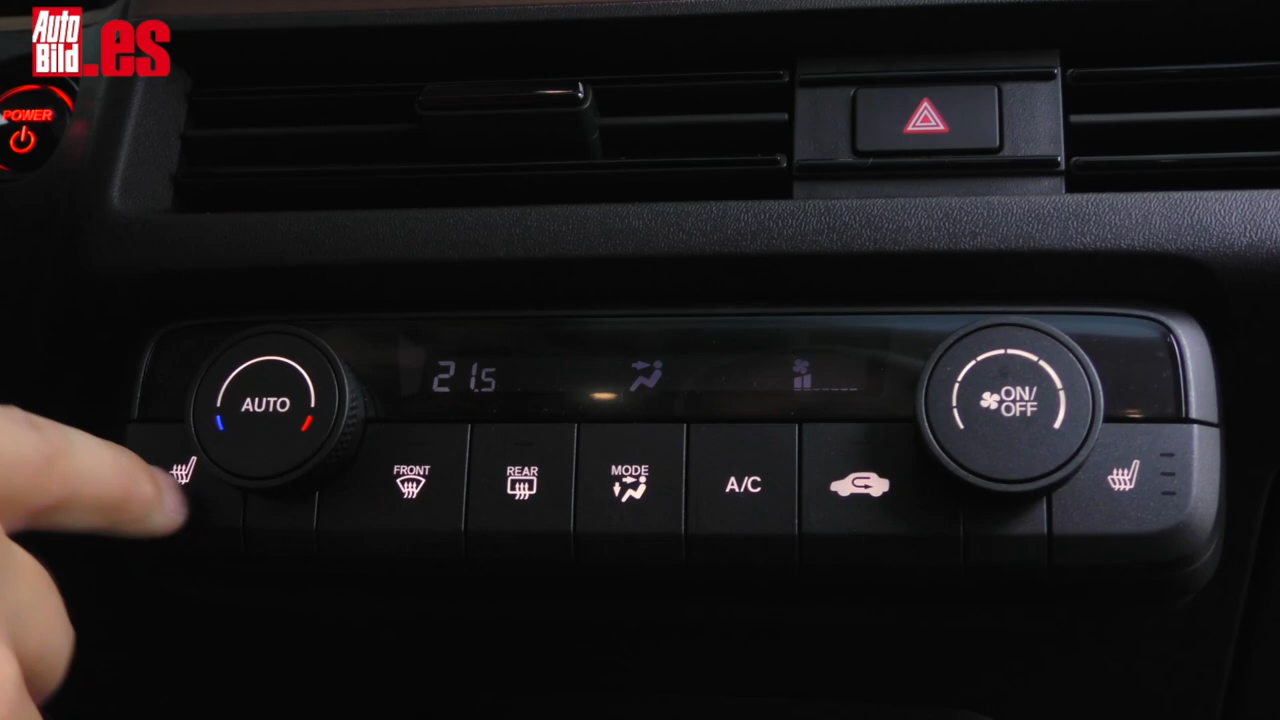 Auto
Bild
.es
POWER
21.5
AUTO
ON/
OFF
FRONT
REAR
MODE
A/C